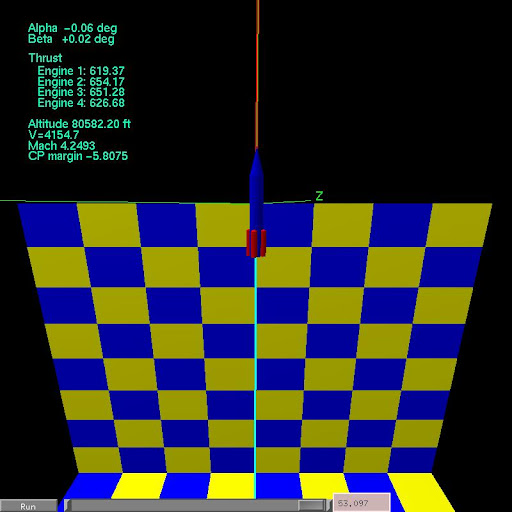 Alpha -0.06 deg
Beta +0.02 deg
Thrust
Engine 1: 619.37
Engine 2: 654.17
Engine 3: 651.28
Engine 4: 626.68
Altitude 80582.20 ft
V=4154.7
Mach 4.2493
CP margin -5.8075
Z
Run
53.097